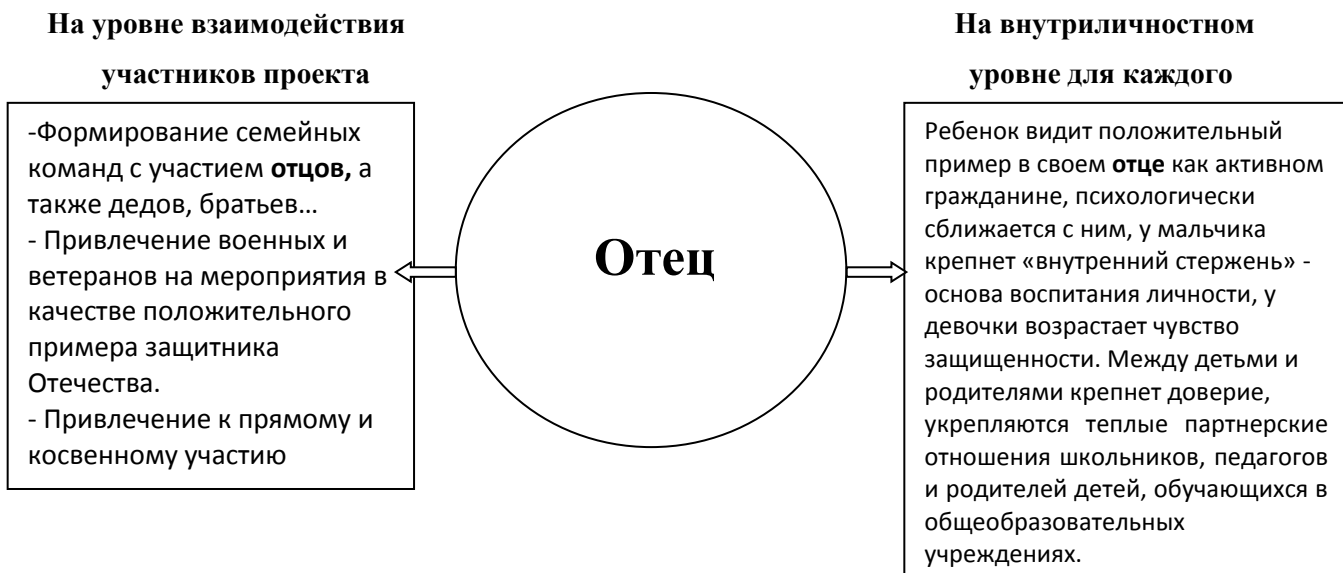 На уровне взаимодействия
участников проекта
-Формирование семейных
команд с участием отцов, а
также дедов, братьев…
- Привлечение военных и
ветеранов на мероприятия в
качестве положительного
примера защитника
Отечества.
- Привлечение к прямому и
косвенному участию
Отец
На внутриличностном
уровне для каждого
Ребенок видит положительный
пример в своем отце как активном
гражданине, психологически
сближается с ним, у мальчика
крепнет «внутренний стержень» -
основа воспитания личности, у
девочки возрастает чувство
защищенности. Между детьми и
родителями крепнет доверие,
укрепляются теплые партнерские
отношения школьников, педагогов
и родителей детей, обучающихся в
общеобразовательных
учреждениях.